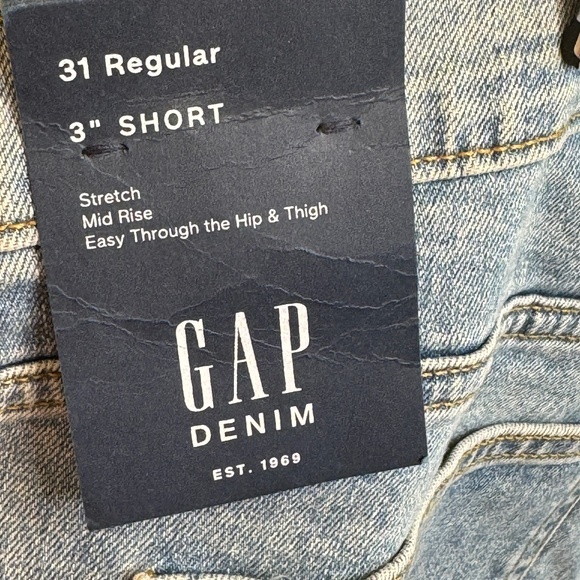 31 Regular
3" SHORT
Stretch
Mid Rise
Easy Through the Hip & Thigh
GAP
DENIM
EST. 1969